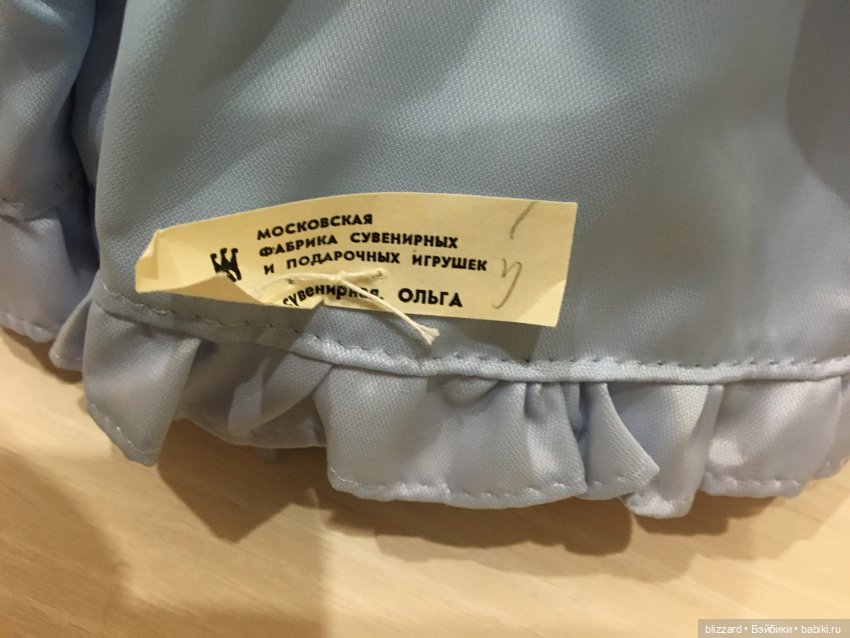 МОСКОВСКАЯ
ФАБРИКА СУВЕНИРНЫХ
И ПОДАРОЧНЫХ ИГРУШЕК
сувенирная. ОЛЬГА
blizzard • Бэйбики • babiki.ru